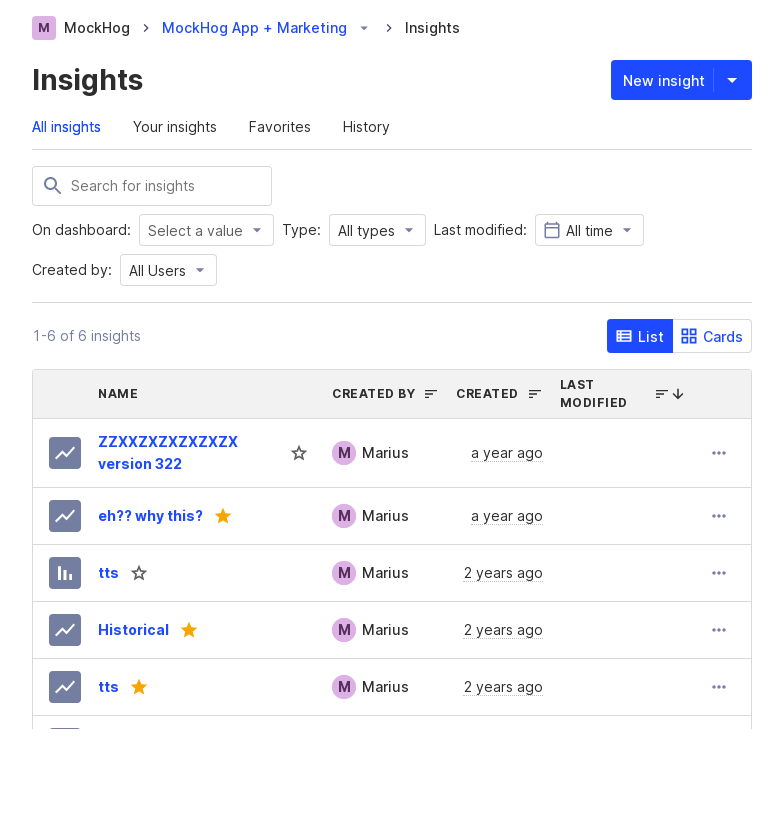 M MockHog MockHog App + Marketing Insights
Insights
New insight
All insights Your insights Favorites History
Search for insights
On dashboard: Select a value Type: All types Last modified: All time
Created by: All Users
1-6 of 6 insights
List Cards
NAME CREATED BY CREATED LAST MODIFIED
ZZXXZXZXZXZXZX
version 322
M Marius a year ago
eh?? why this? M Marius a year ago
tts M Marius 2 years ago
Historical M Marius 2 years ago
tts M Marius 2 years ago